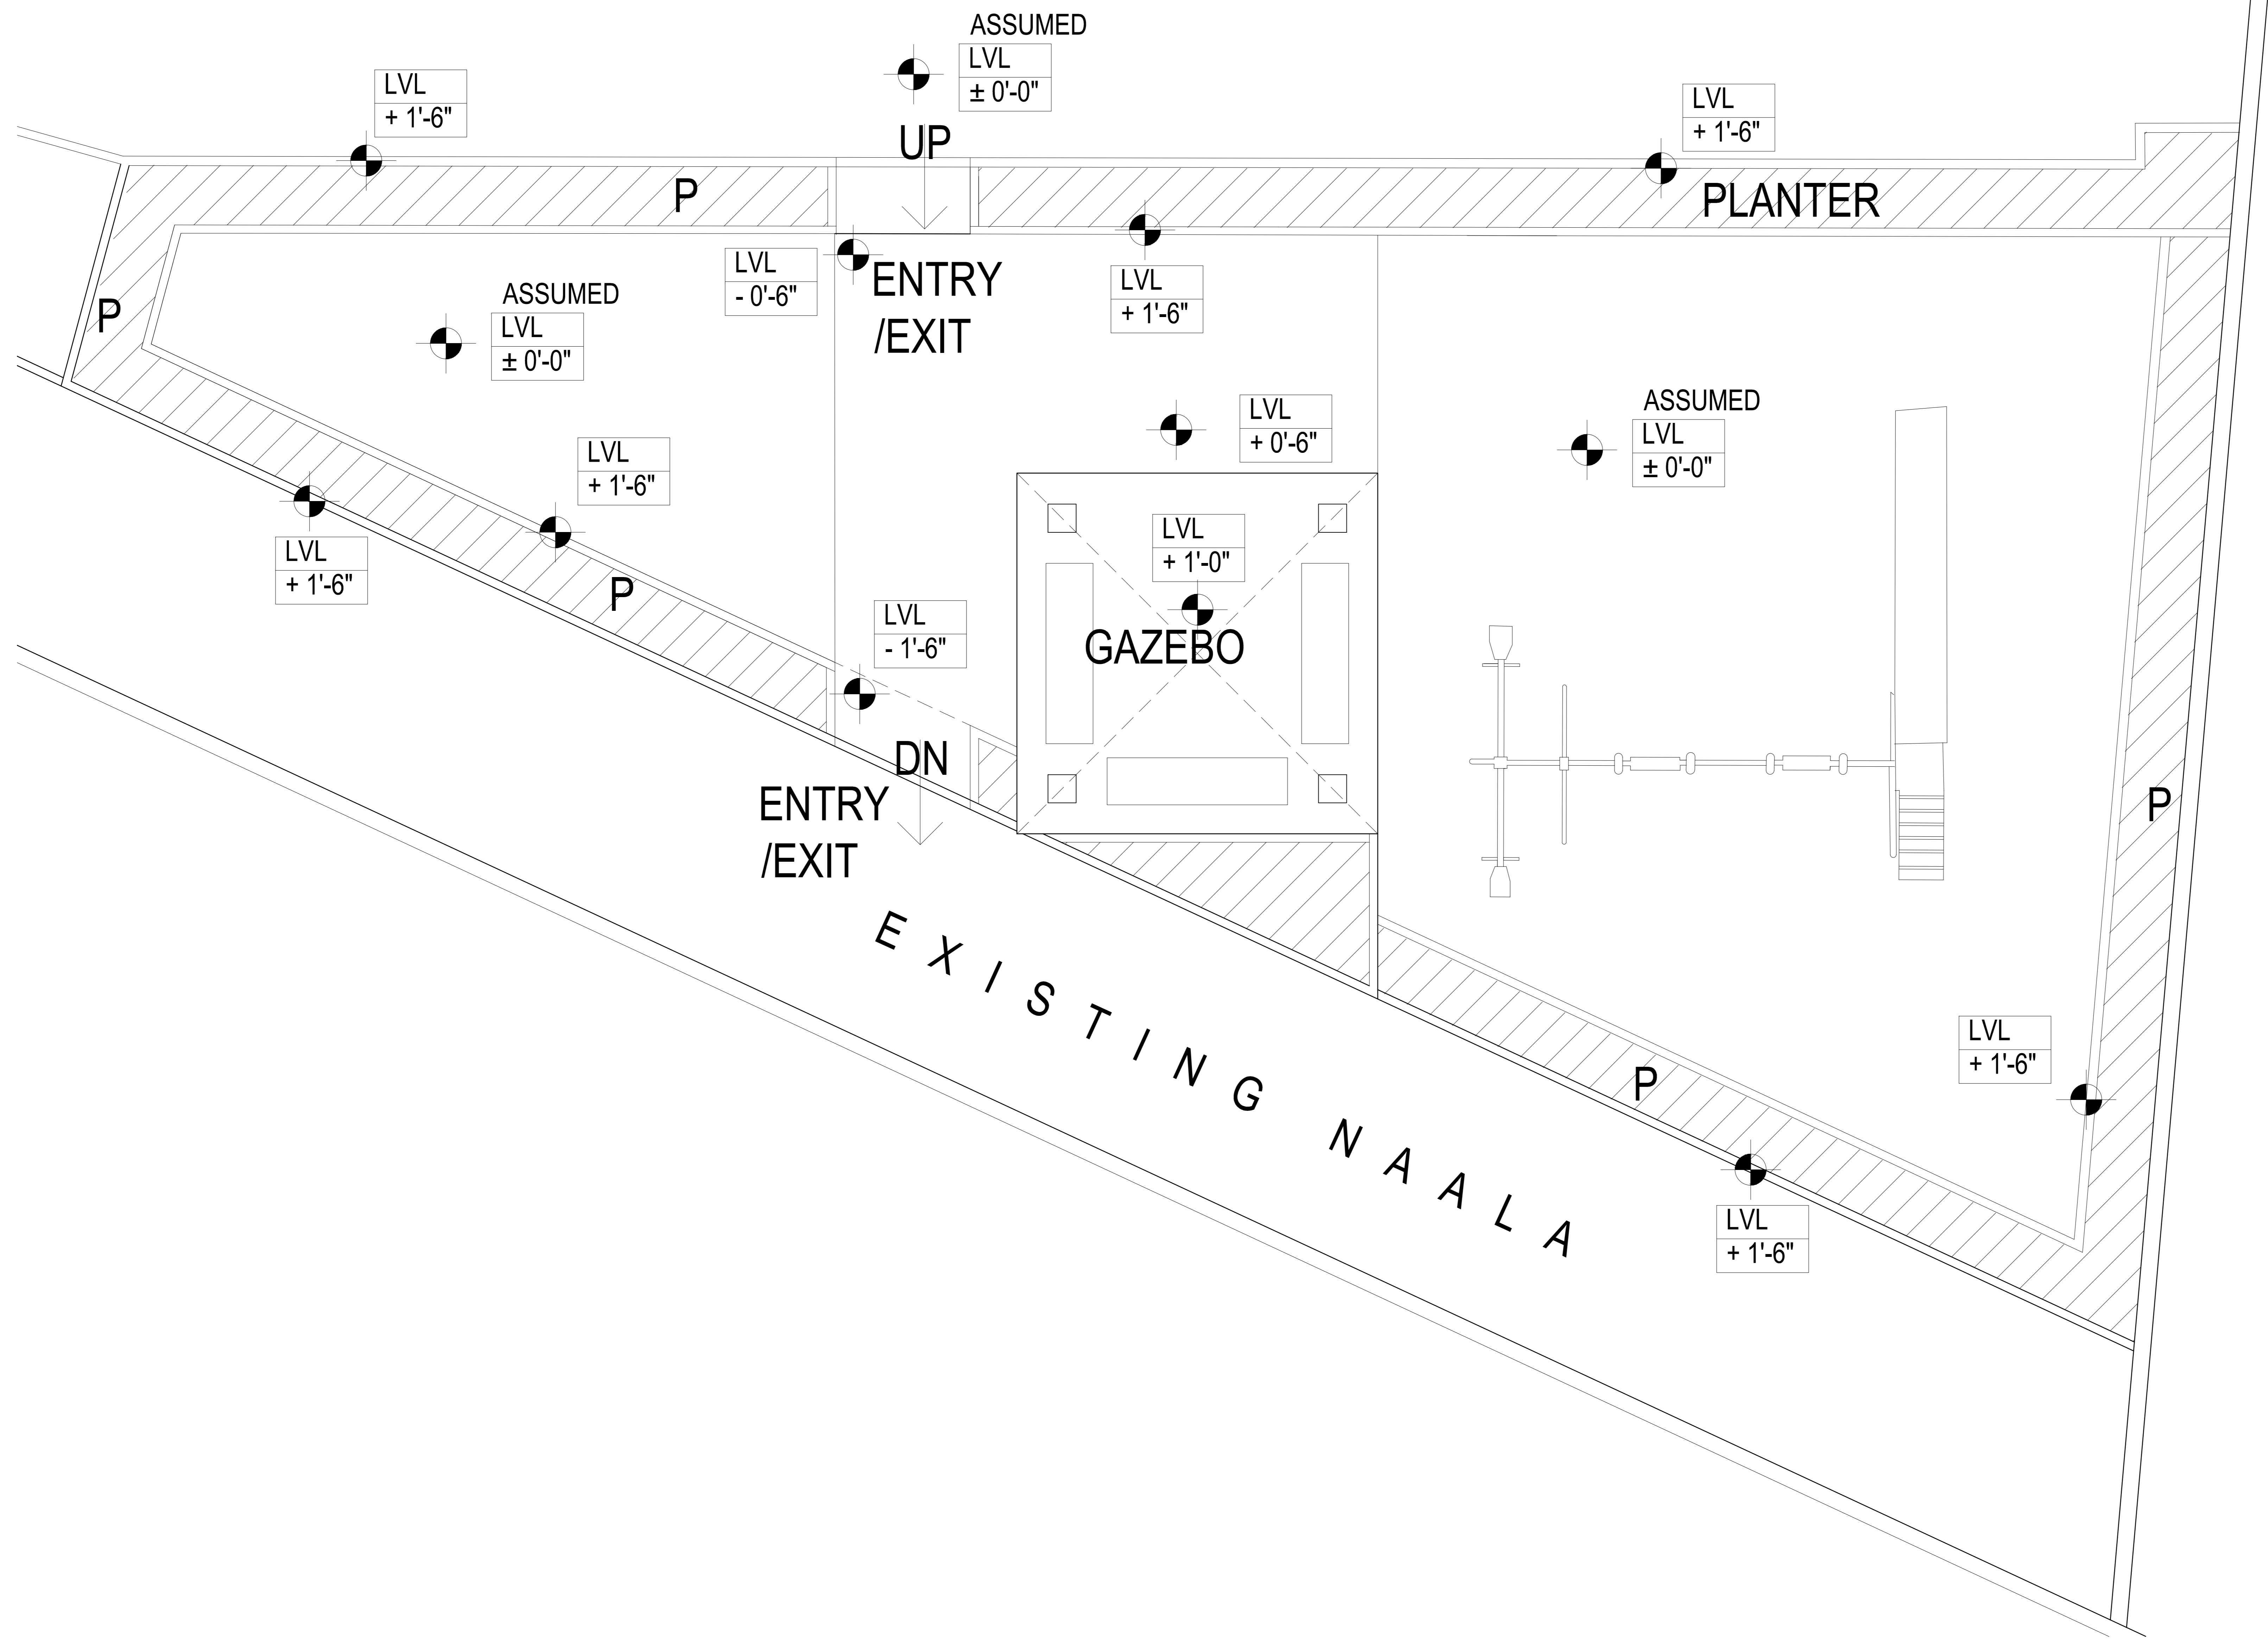 ASSUMED
LVL
± 0'-0"
LVL
+ 1'-6"
LVL
+ 1'-6"
UP
P
PLANTER
LVL
- 0'-6"
ENTRY
/EXIT
LVL
+ 1'-6"
P
ASSUMED
LVL
± 0'-0"
LVL
+ 0'-6"
ASSUMED
LVL
± 0'-0"
LVL
+ 1'-6"
LVL
+ 1'-6"
LVL
+ 1'-0"
P
LVL
- 1'-6"
GAZEBO
DN
ENTRY
/EXIT
P
EXISTING NAALA
P
LVL
+ 1'-6"
LVL
+ 1'-6"